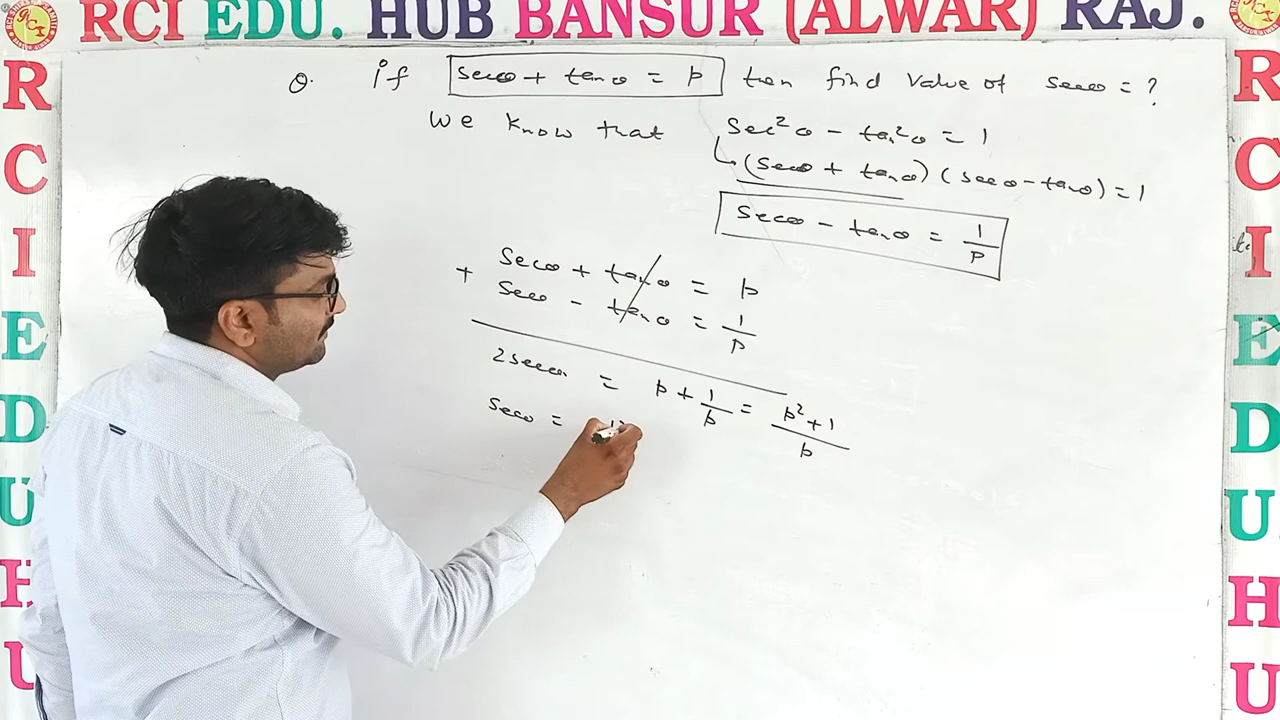 RCI EDU. HUB BANSUR (ALWAR) RAJ.
R
C
I
E
D
U
H
U
Q. If secθ + tanθ = p then find value of secθ = ?
We know that sec²θ - tan²θ = 1
(secθ + tanθ) (secθ - tanθ) = 1
secθ - tanθ = 1/p
secθ + tanθ = p
+ secθ - tanθ = 1/p
2secθ = p + 1/p = p² + 1 / p
secθ =
R
C
I
E
D
U
H
U